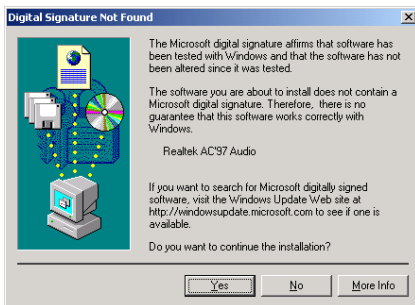 Digital Signature Not Found
The Microsoft digital signature affirms that software has
been tested with Windows and that the software has not
been altered since it was tested.
The software you are about to install does not contain a
Microsoft digital signature. Therefore, there is no
guarantee that this software works correctly with
Windows.
Realtek AC'97 Audio
If you want to search for Microsoft digitally signed
software, visit the Windows Update Web site at
http://windowsupdate.microsoft.com to see if one is
available.
Do you want to continue the installation?
Yes No More Info